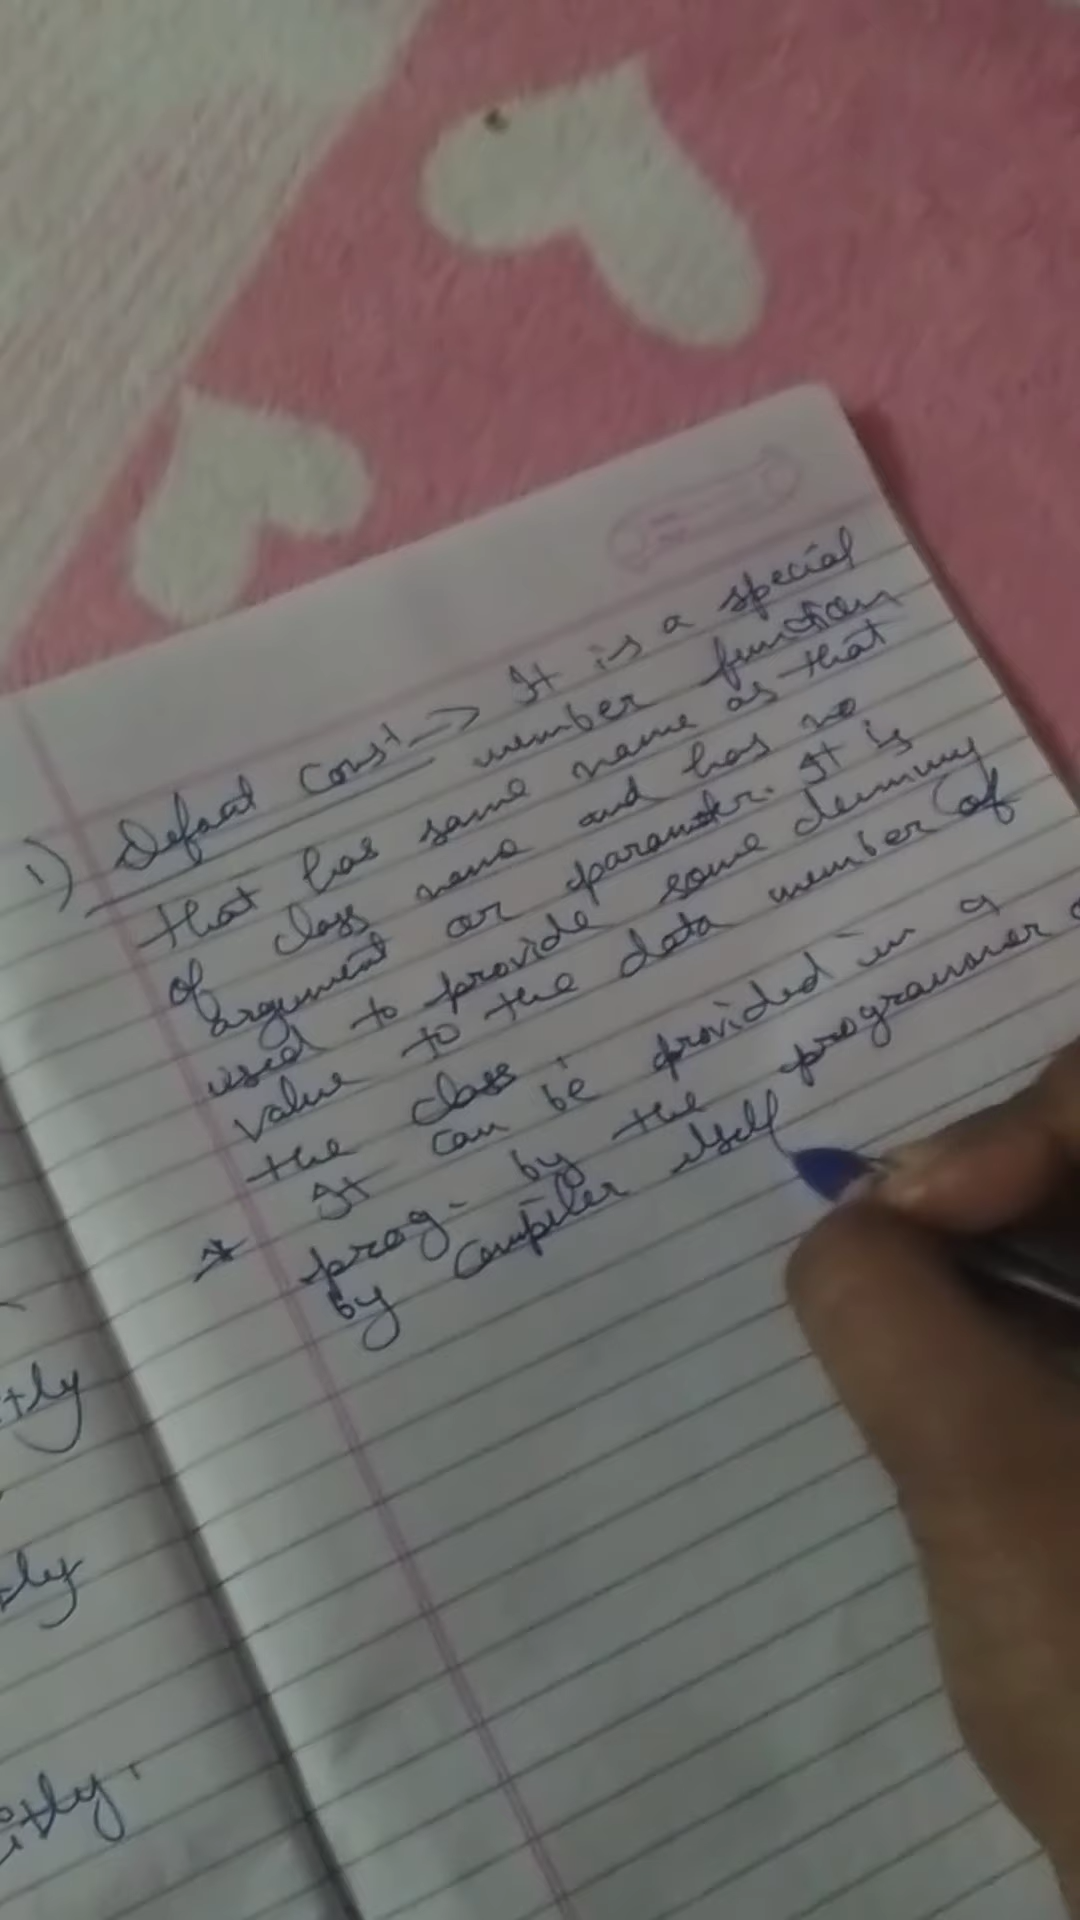 1) Defaut Const -> It is a special
member function
that has same name as that
of class name and has no
argument or parameter. It is
used to provide some dummy
value to the data member of
the class.
* It can be provided in a
prog. by the programmer
by compiler itself